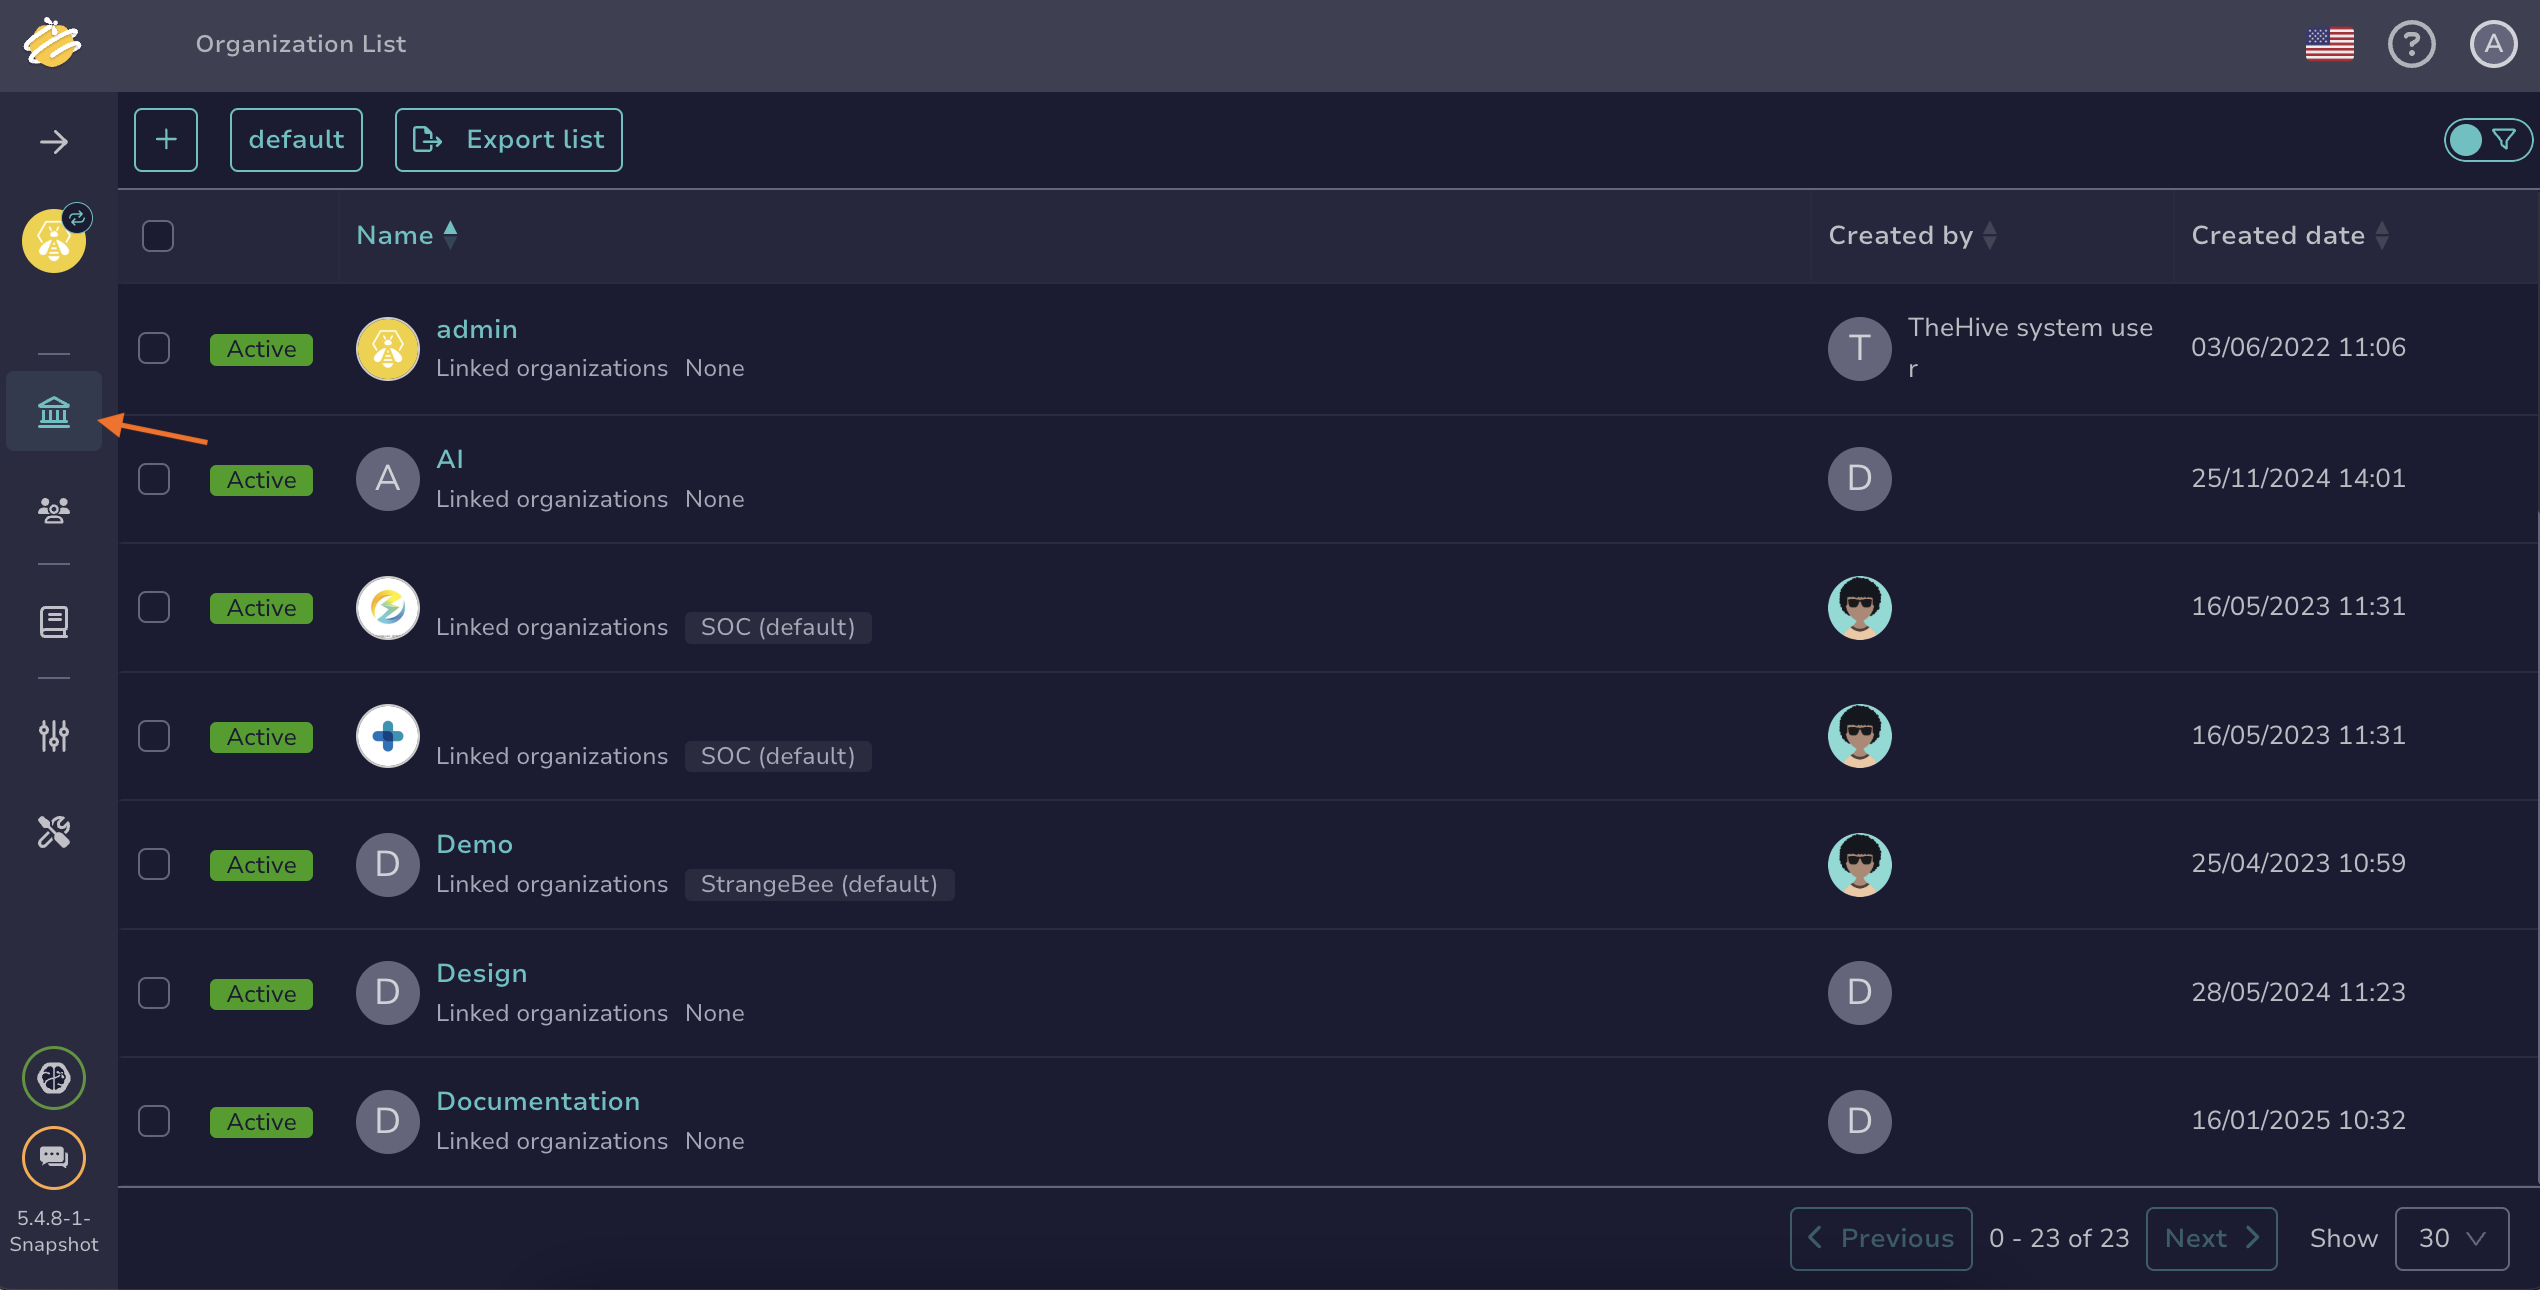 Organization List
A
default
Export list
Name
Created by
Created date
Active
admin
Linked organizations None
T
TheHive system use
r
03/06/2022 11:06
Active
A
AI
Linked organizations None
D
25/11/2024 14:01
Active
Linked organizations SOC (default)
16/05/2023 11:31
Active
Linked organizations SOC (default)
16/05/2023 11:31
Active
D
Demo
Linked organizations StrangeBee (default)
25/04/2023 10:59
Active
D
Design
Linked organizations None
D
28/05/2024 11:23
Active
D
Documentation
Linked organizations None
D
16/01/2025 10:32
5.4.8-1-
Snapshot
Previous
0 - 23 of 23
Next
Show
30